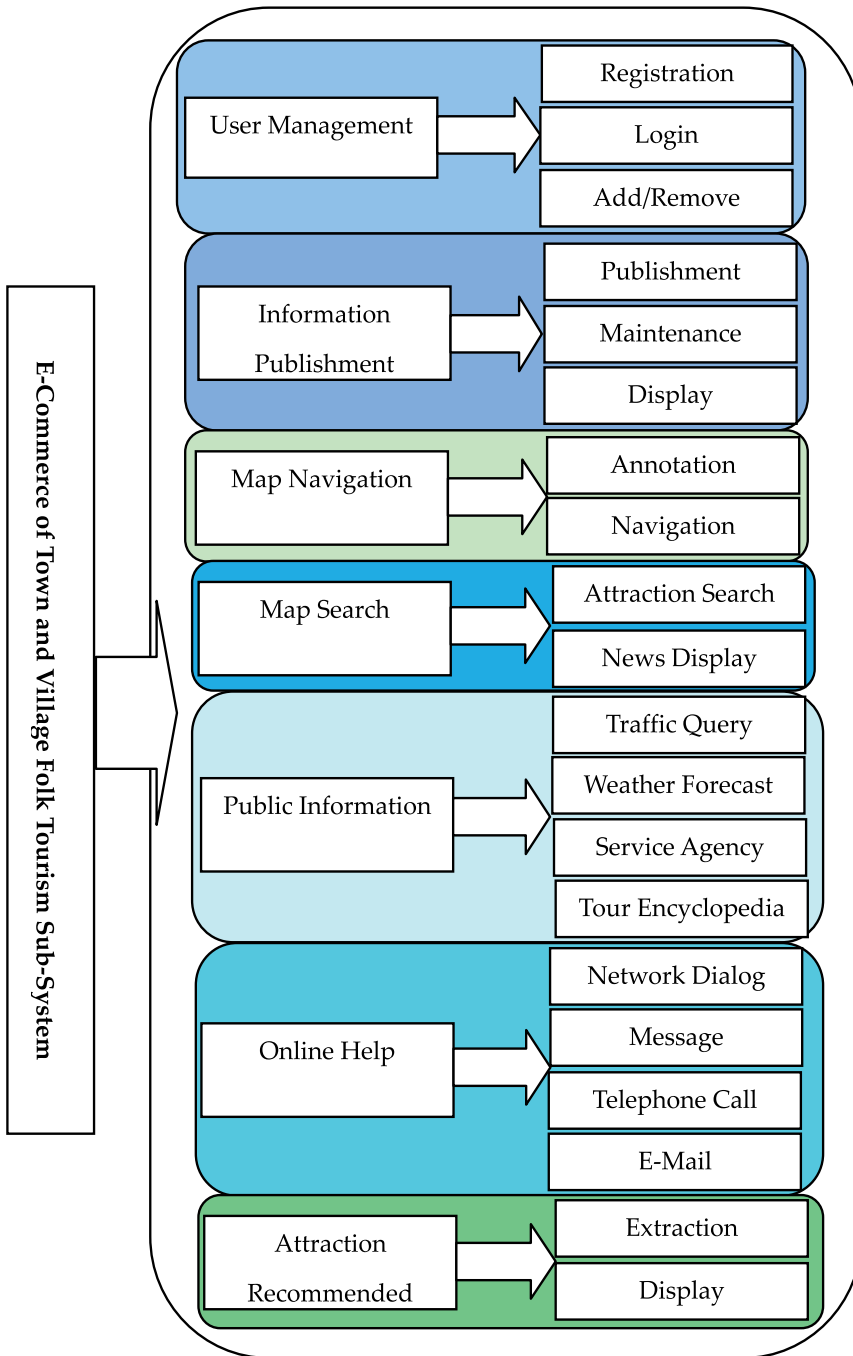 E-Commerce of Town and Village Folk Tourism Sub-System
User Management
Registration
Login
Add/Remove
Information
Publishment
Publishment
Maintenance
Display
Map Navigation
Annotation
Navigation
Map Search
Attraction Search
News Display
Public Information
Traffic Query
Weather Forecast
Service Agency
Tour Encyclopedia
Online Help
Network Dialog
Message
Telephone Call
E-Mail
Attraction
Recommended
Extraction
Display